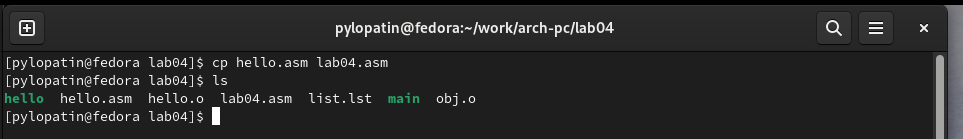 pylopatin@fedora:~/work/arch-pc/lab04
[pylopatin@fedora lab04]$ cp hello.asm lab04.asm
[pylopatin@fedora lab04]$ ls
hello  hello.asm  hello.o  lab04.asm  list.lst  main  obj.o
[pylopatin@fedora lab04]$